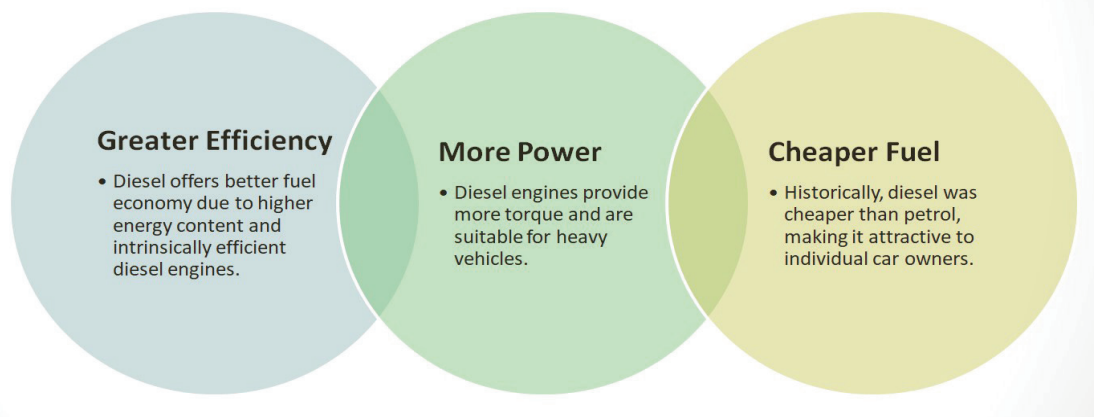 Greater Efficiency
• Diesel offers better fuel
economy due to higher
energy content and
intrinsically efficient
diesel engines.
More Power
• Diesel engines provide
more torque and are
suitable for heavy
vehicles.
Cheaper Fuel
• Historically, diesel was
cheaper than petrol,
making it attractive to
individual car owners.